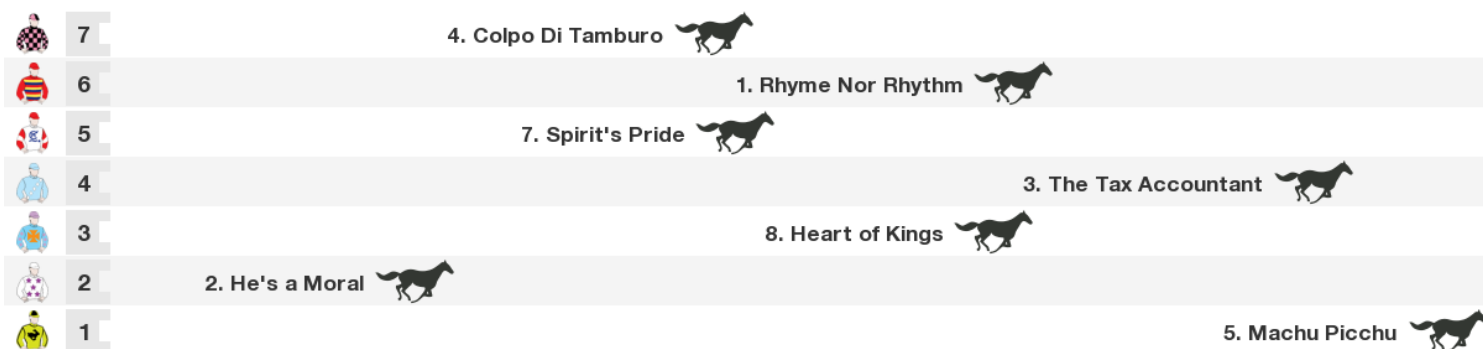 7 4. Colpo Di Tamburo
6 1. Rhyme Nor Rhythm
5 7. Spirit's Pride
4 3. The Tax Accountant
3 8. Heart of Kings
2 2. He's a Moral
1 5. Machu Picchu